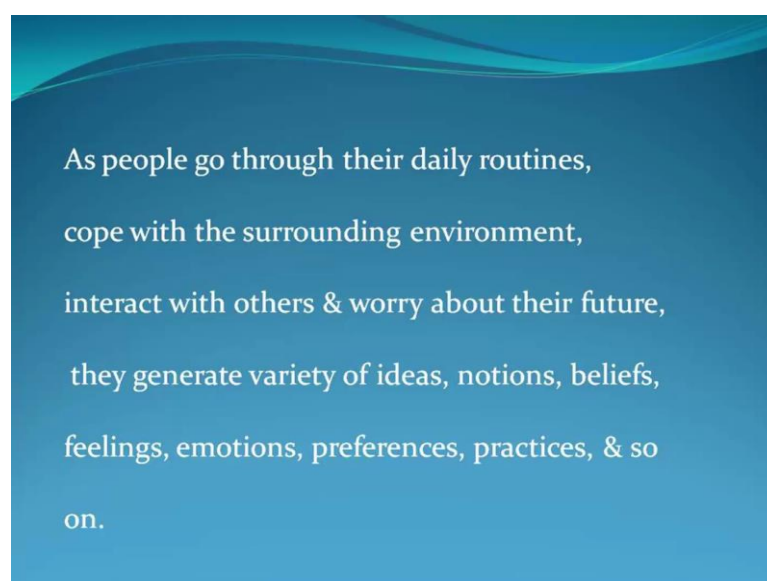 As people go through their daily routines,
cope with the surrounding environment,
interact with others & worry about their future,
they generate variety of ideas, notions, beliefs,
feelings, emotions, preferences, practices, & so
on.